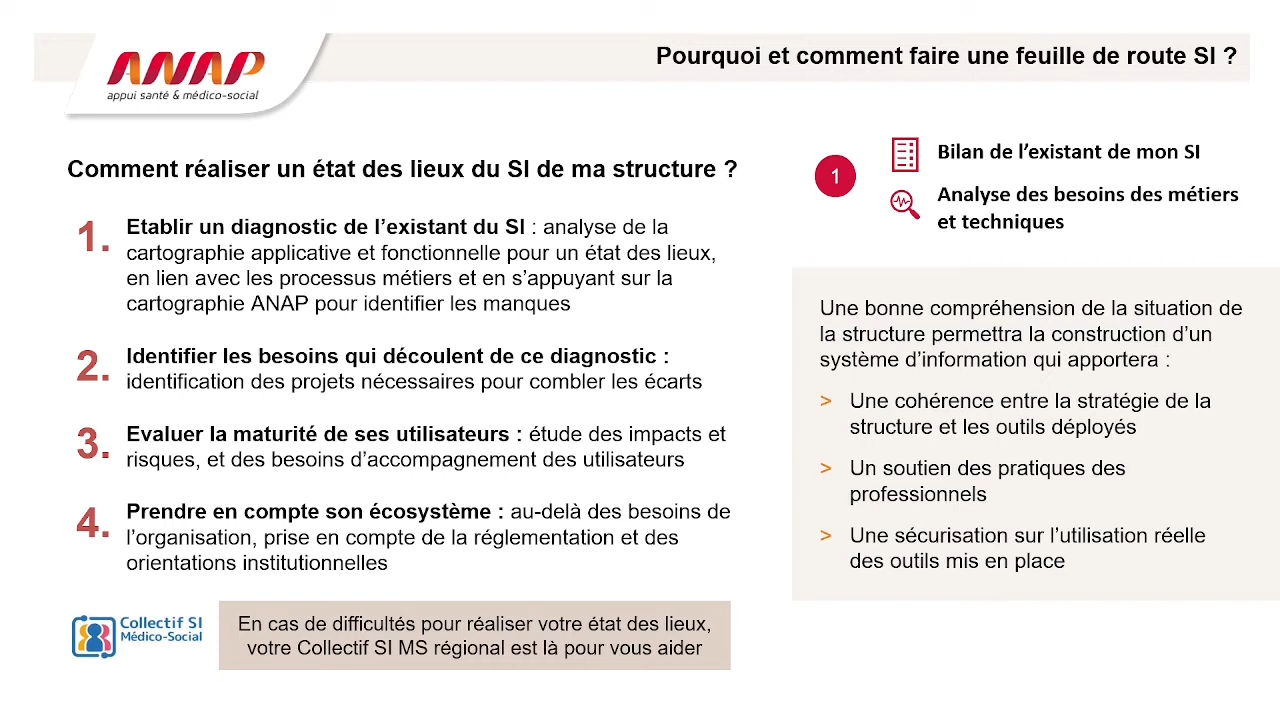 ANAP
appui santé & médico-social
Pourquoi et comment faire une feuille de route SI ?
Comment réaliser un état des lieux du SI de ma structure ?
1. Etablir un diagnostic de l’existant du SI : analyse de la
cartographie applicative et fonctionnelle pour un état des lieux,
en lien avec les processus métiers et en s’appuyant sur la
cartographie ANAP pour identifier les manques
2. Identifier les besoins qui découlent de ce diagnostic :
identification des projets nécessaires pour combler les écarts
3. Evaluer la maturité de ses utilisateurs : étude des impacts et
risques, et des besoins d’accompagnement des utilisateurs
4. Prendre en compte son écosystème : au-delà des besoins de
l’organisation, prise en compte de la réglementation et des
orientations institutionnelles
Collectif SI
Médico-Social
En cas de difficultés pour réaliser votre état des lieux,
votre Collectif SI MS régional est là pour vous aider
1
Bilan de l’existant de mon SI
Analyse des besoins des métiers
et techniques
Une bonne compréhension de la situation de
la structure permettra la construction d’un
système d’information qui apportera :
> Une cohérence entre la stratégie de la
structure et les outils déployés
> Un soutien des pratiques des
professionnels
> Une sécurisation sur l’utilisation réelle
des outils mis en place